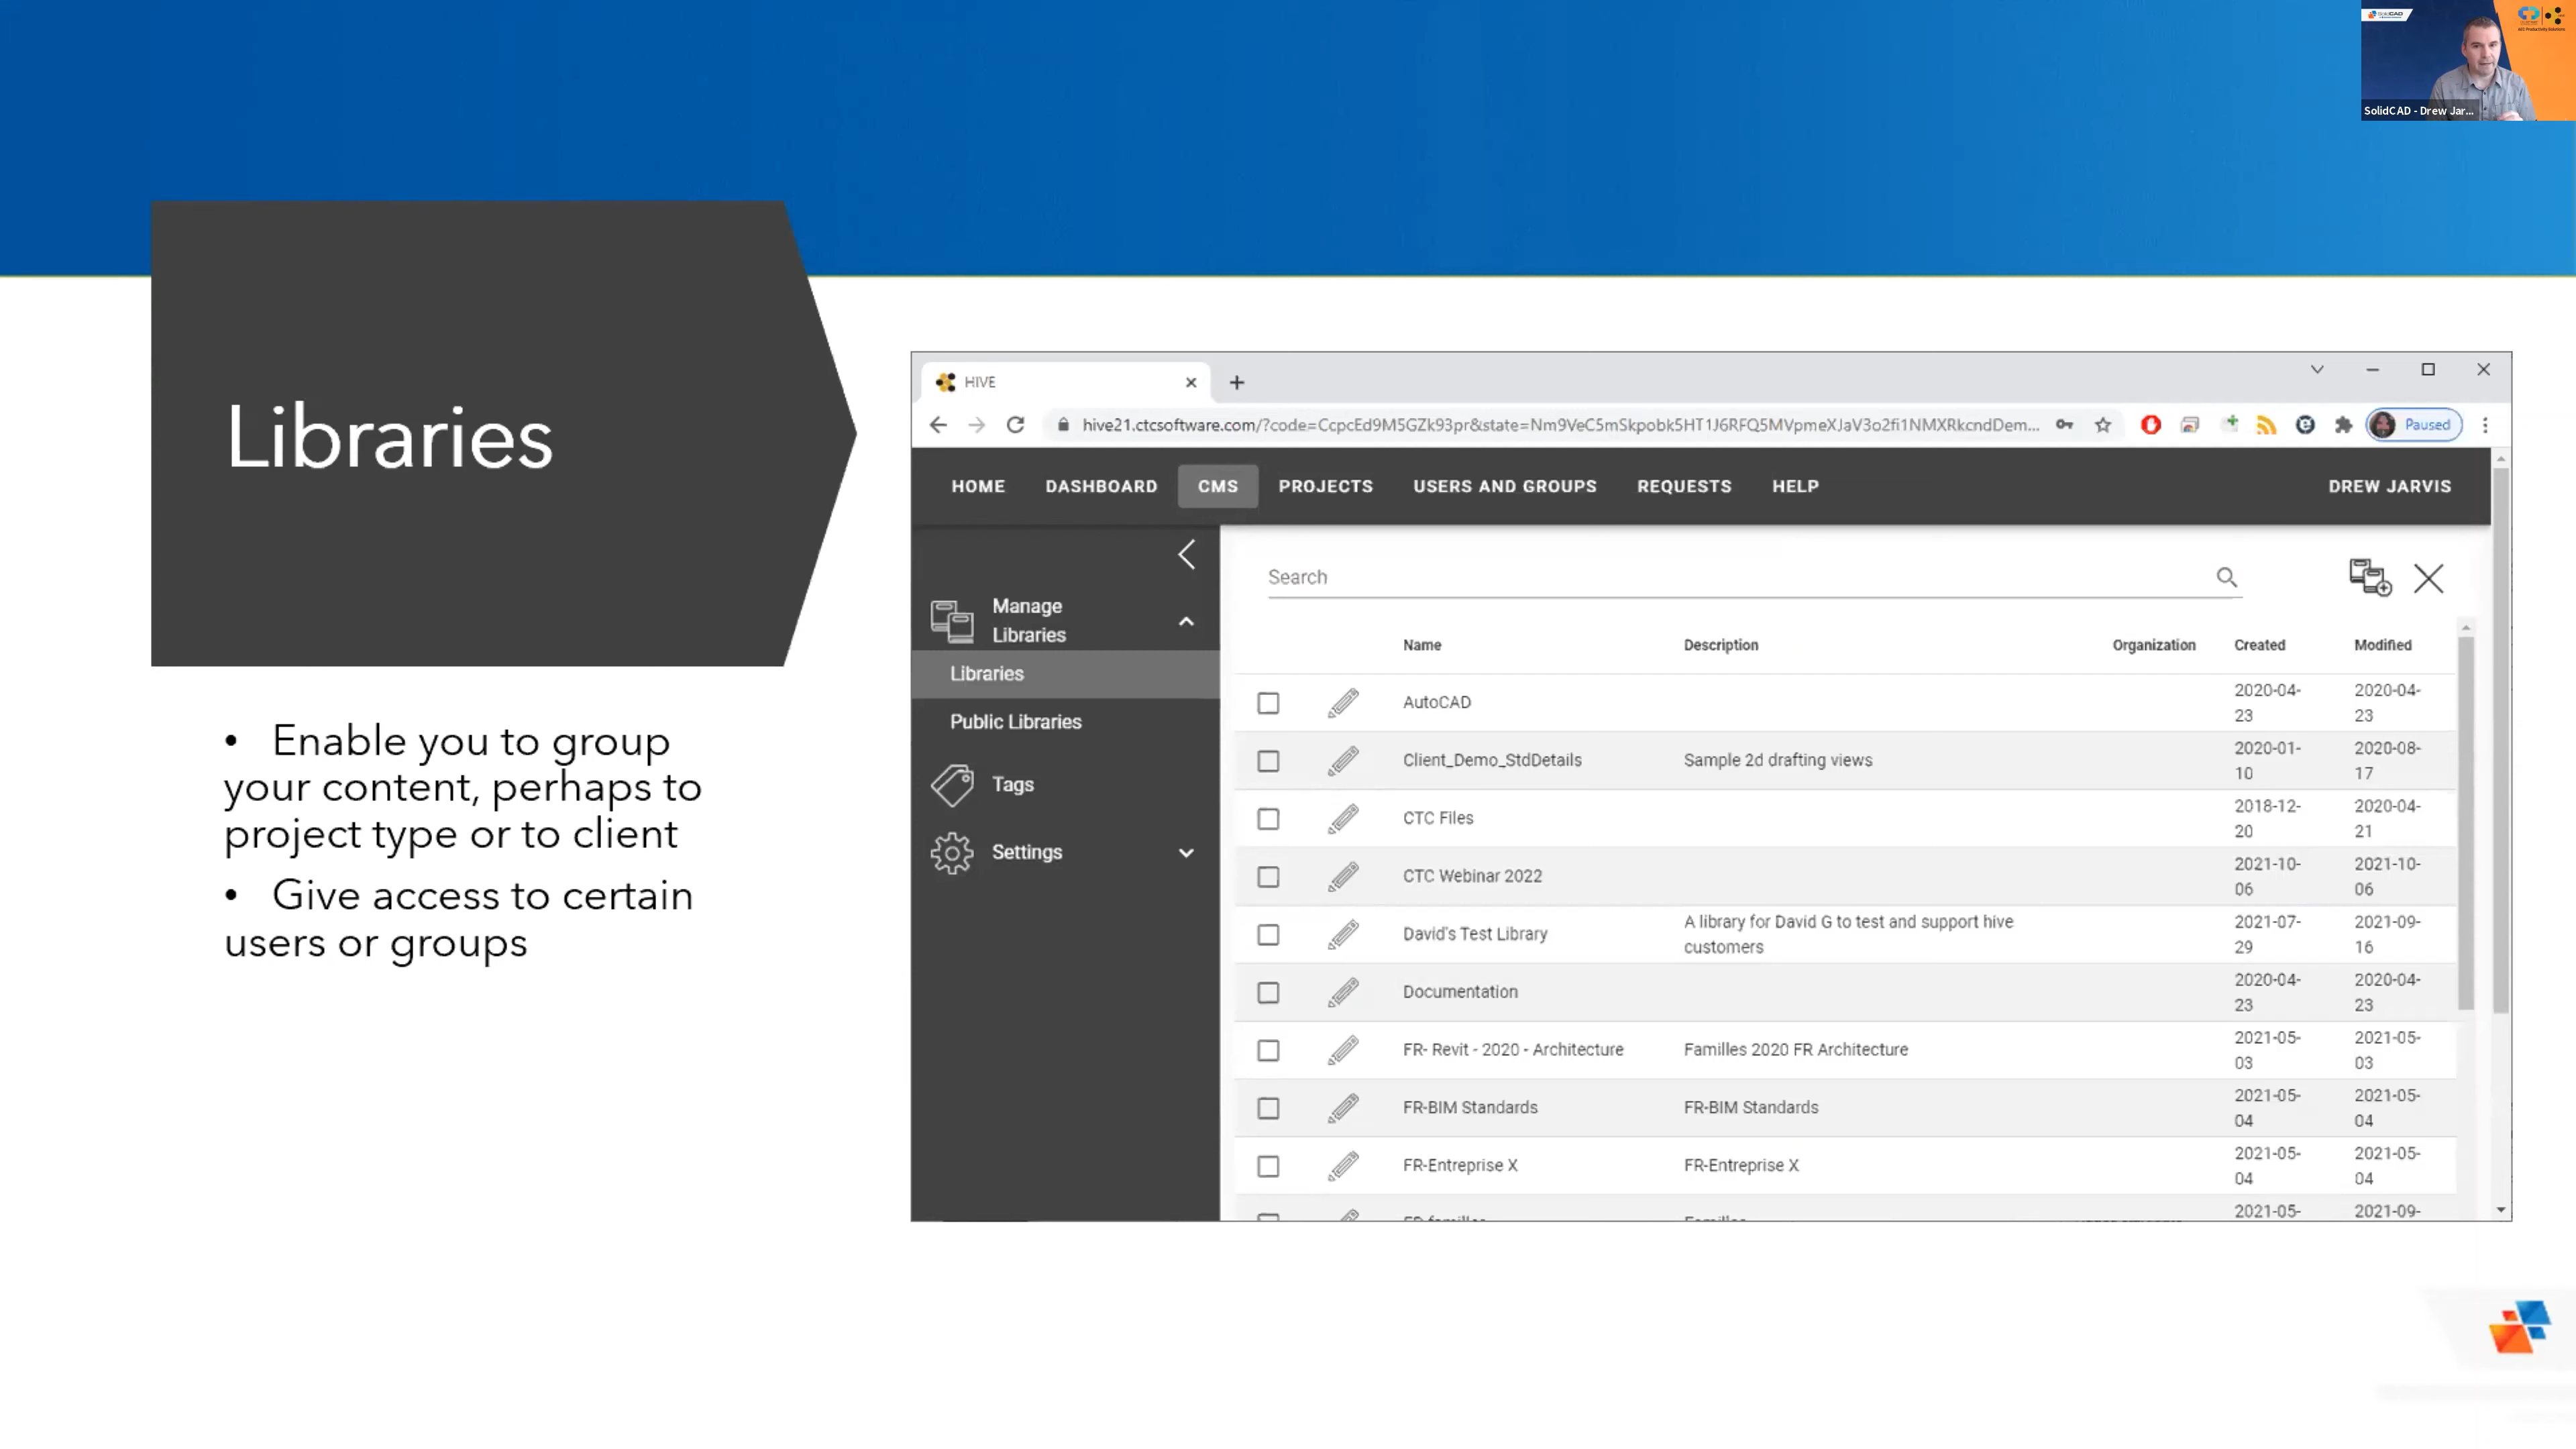 SolidCAD - Drew Jar...
Libraries
• Enable you to group
your content, perhaps to
project type or to client
• Give access to certain
users or groups
HIVE
hive21.ctcsoftware.com/?code=CcpcEd9M5GZk93pr&state=Nm9VeC5mSkpobk5HT1J6RFQ5MVpmeXJaV3o2fi1NMXRkcndDem...
Paused
HOME DASHBOARD CMS PROJECTS USERS AND GROUPS REQUESTS HELP DREW JARVIS
Manage
Libraries
Libraries
Public Libraries
Tags
Settings
Search
Name Description Organization Created Modified
AutoCAD 2020-04-23 2020-04-23
Client_Demo_StdDetails Sample 2d drafting views 2020-01-10 2020-08-17
CTC Files 2018-12-20 2020-04-21
CTC Webinar 2022 2021-10-06 2021-10-06
David's Test Library A library for David G to test and support hive customers 2021-07-29 2021-09-16
Documentation 2020-04-23 2020-04-23
FR- Revit - 2020 - Architecture Familles 2020 FR Architecture 2021-05-03 2021-05-03
FR-BIM Standards FR-BIM Standards 2021-05-04 2021-05-04
FR-Entreprise X FR-Entreprise X 2021-05-04 2021-05-04
2021-05- 2021-09-